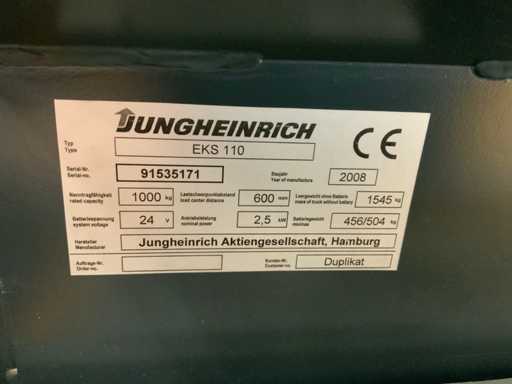 JUNGHEINRICH
Typ
Type
EKS 110
CE
Serial-Nr.
Serial-no.
91535171
Baujahr
Year of manufacture
2008
Nenntragfähigkeit
rated capacity
1000 kg
Lastschwerpunktabstand
load center distance
600 mm
Leergewicht ohne Batterie
mass of truck without battery
1545 kg
Batteriespannung
system voltage
24 V
Antriebsleistung
nominal power
2,5 kW
Batteriegewicht
min/max
456/504 kg
Hersteller
Manufacturer
Jungheinrich Aktiengesellschaft, Hamburg
Auftrags-Nr.
Order-no.
Kunden-Nr.
Customer-no.
Duplikat